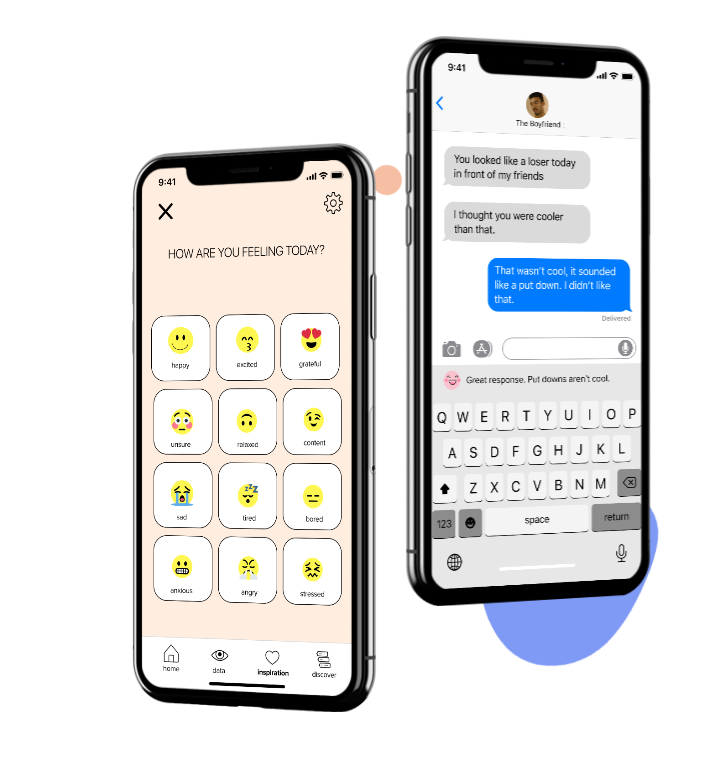 9:41
HOW ARE YOU FEELING TODAY?
happy
excited
grateful
unsure
relaxed
content
sad
zzz
tired
bored
anxious
angry
stressed
home
data
inspiration
discover
9:41
The Boyfriend
You looked like a loser today
in front of my friends
I thought you were cooler
than that.
That wasn't cool, it sounded
like a put down. I didn't like
that.
Delivered
Great response. Put downs aren't cool.
Q W E R T Y U I O P
A S D F G H J K L
Z X C V B N M
123 space return